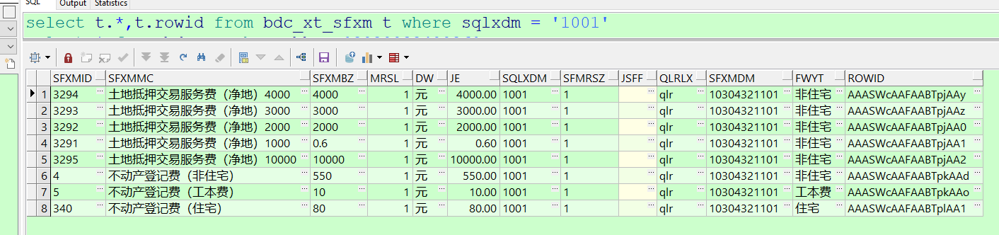 SQL Output Statistics
select t.*,t.rowid from bdc_xt_sfxm t where sqlxdm = '1001'
SFXMID SFXMMC SFXMBZ MRSL DW JE SQLXDM SFMRSZ JSFF QLRLX SFXMDM FWYT ROWID
1 3294 土地抵押交易服务费（净地）4000 4000 1 元 4000.00 1001 1 qlr 10304321101 非住宅 AAASWcAAFAABTpjAAy
2 3293 土地抵押交易服务费（净地）3000 3000 1 元 3000.00 1001 1 qlr 10304321101 非住宅 AAASWcAAFAABTpjAAz
3 3292 土地抵押交易服务费（净地）2000 2000 1 元 2000.00 1001 1 qlr 10304321101 非住宅 AAASWcAAFAABTpjAA0
4 3291 土地抵押交易服务费（净地）1000 0.6 1 元 0.60 1001 1 qlr 10304321101 非住宅 AAASWcAAFAABTpjAA1
5 3295 土地抵押交易服务费（净地）10000 10000 1 元 10000.00 1001 1 qlr 10304321101 非住宅 AAASWcAAFAABTpjAA2
6 4 不动产登记费（非住宅） 550 1 元 550.00 1001 1 qlr 10304321101 非住宅 AAASWcAAFAABTpkAAd
7 5 不动产登记费（工本费） 10 1 元 10.00 1001 1 qlr 10304321101 工本费 AAASWcAAFAABTpkAAo
8 340 不动产登记费（住宅） 80 1 元 80.00 1001 1 qlr 10304321101 住宅 AAASWcAAFAABTplAA1